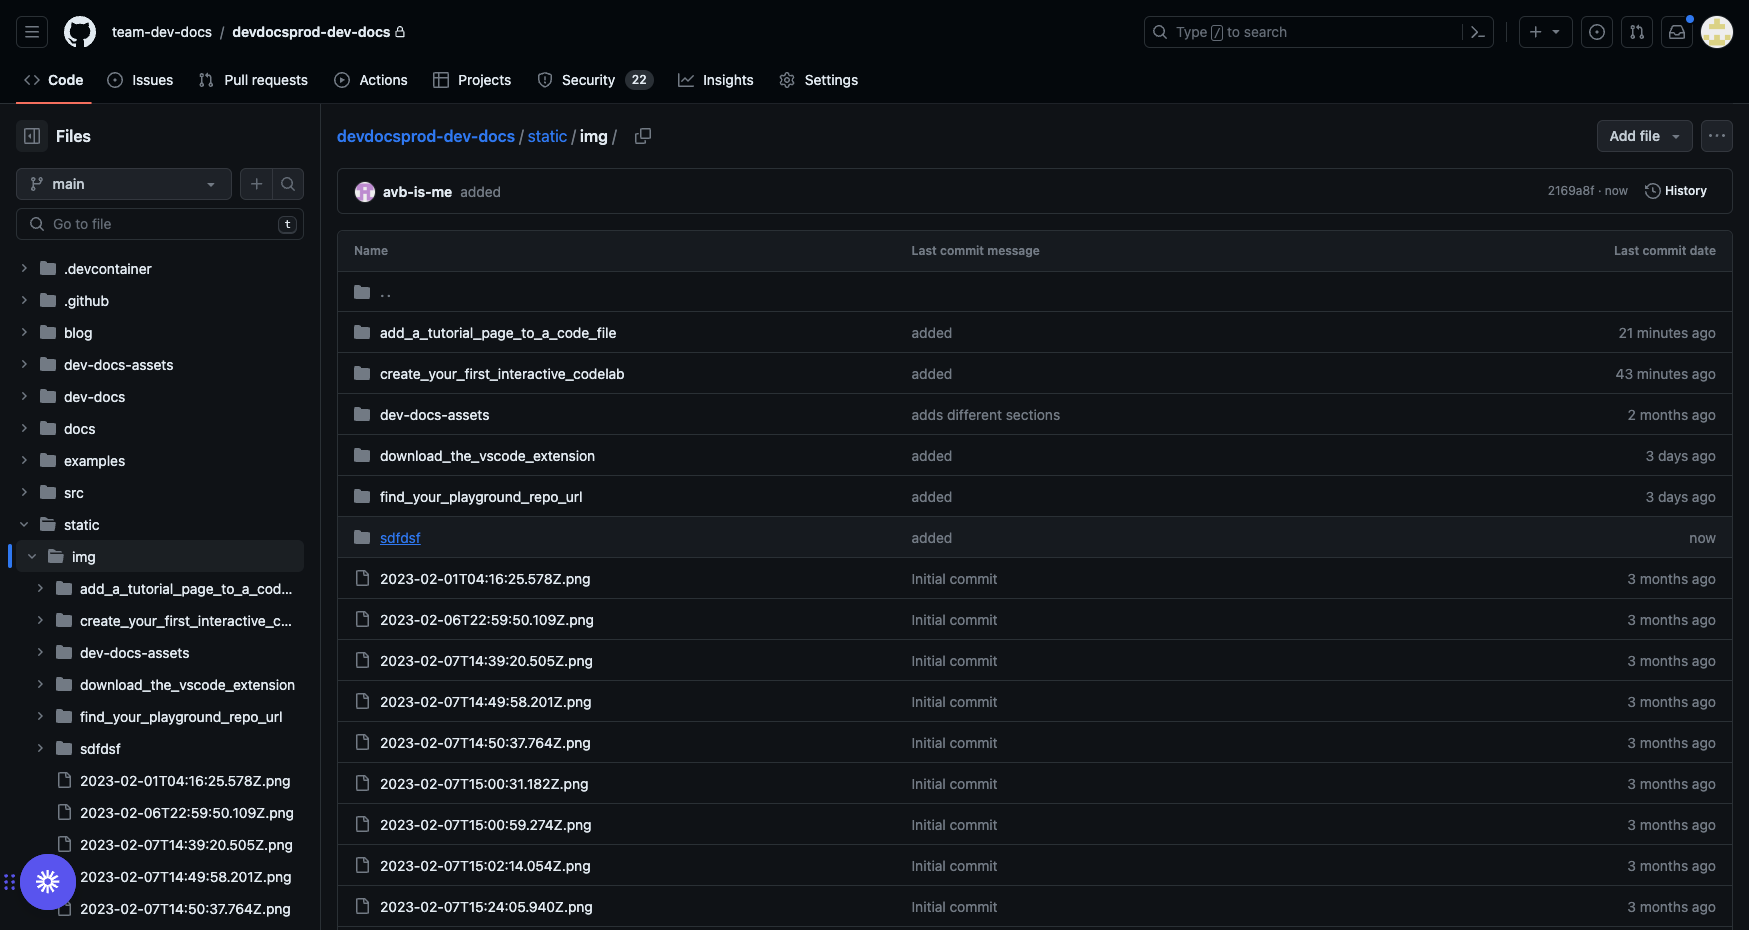 team-dev-docs / devdocsprod-dev-docs
Type / to search
Code Issues Pull requests Actions Projects Security 22 Insights Settings
Files
main
Go to file t
.devcontainer
.github
blog
dev-docs-assets
dev-docs
docs
examples
src
static
img
add_a_tutorial_page_to_a_cod...
create_your_first_interactive_c...
dev-docs-assets
download_the_vscode_extension
find_your_playground_repo_url
sdfdsf
2023-02-01T04:16:25.578Z.png
2023-02-06T22:59:50.109Z.png
2023-02-07T14:39:20.505Z.png
2023-02-07T14:49:58.201Z.png
2023-02-07T14:50:37.764Z.png
devdocsprod-dev-docs / static / img /
Add file
avb-is-me added 2169a8f · now History
Name Last commit message Last commit date
..
add_a_tutorial_page_to_a_code_file added 21 minutes ago
create_your_first_interactive_codelab added 43 minutes ago
dev-docs-assets adds different sections 2 months ago
download_the_vscode_extension added 3 days ago
find_your_playground_repo_url added 3 days ago
sdfdsf added now
2023-02-01T04:16:25.578Z.png Initial commit 3 months ago
2023-02-06T22:59:50.109Z.png Initial commit 3 months ago
2023-02-07T14:39:20.505Z.png Initial commit 3 months ago
2023-02-07T14:49:58.201Z.png Initial commit 3 months ago
2023-02-07T14:50:37.764Z.png Initial commit 3 months ago
2023-02-07T15:00:31.182Z.png Initial commit 3 months ago
2023-02-07T15:00:59.274Z.png Initial commit 3 months ago
2023-02-07T15:02:14.054Z.png Initial commit 3 months ago
2023-02-07T15:24:05.940Z.png Initial commit 3 months ago